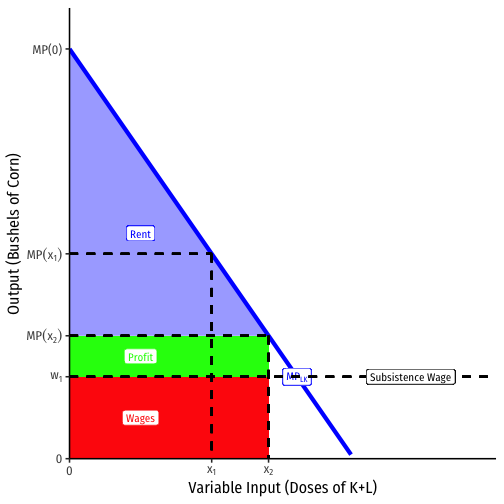 MP(0)
Rent
MP(x₁)
MP(x₂)
Profit
w₁
MPLK
Subsistence Wage
Wages
0
0
x₁
x₂
Variable Input (Doses of K+L)
Output (Bushels of Corn)